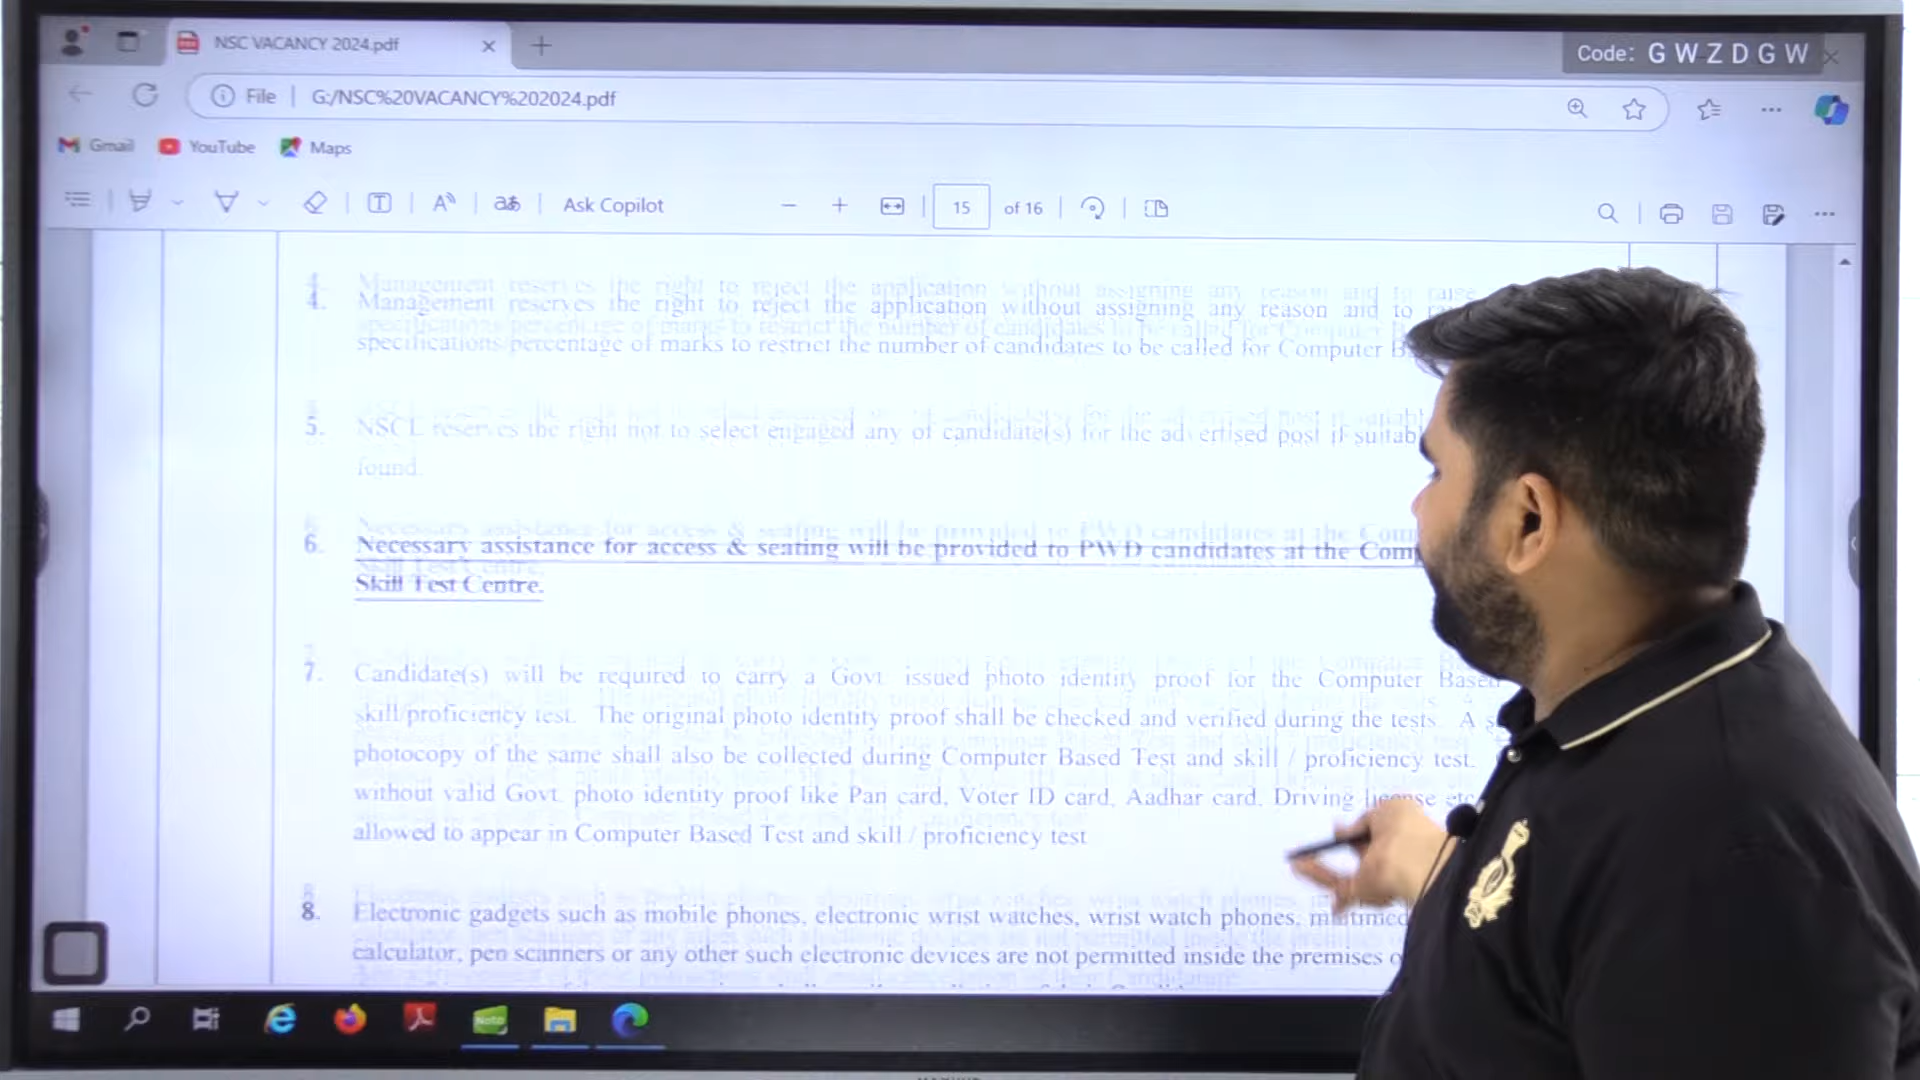 NSC VACANCY 2024.pdf
Code: GWZDGW
File
G:/NSC%20VACANCY%202024.pdf
Gmail
YouTube
Maps
Ask Copilot
15
of 16
4. Management reserves the right to reject the application without assigning any reason and to
specifications/percentage of marks to restrict the number of candidates to be called for Computer
5. NSCL reserves the right not to select engaged any of candidate(s) for the advertised post if
found.
6. Necessary assistance for access & seating will be provided to PWD candidates at the
Skill Test Centre.
7. Candidate(s) will be required to carry a Govt issued photo identity proof for the Computer Based
skill/proficiency test. The original photo identity proof shall be checked and verified during the tests. A
photocopy of the same shall also be collected during Computer Based Test and skill / proficiency test.
without valid Govt. photo identity proof like Pan card, Voter ID card, Aadhar card, Driving license etc
allowed to appear in Computer Based Test and skill / proficiency test
8. Electronic gadgets such as mobile phones, electronic wrist watches, wrist watch phones,
calculator, pen scanners or any other such electronic devices are not permitted inside the premises
Note